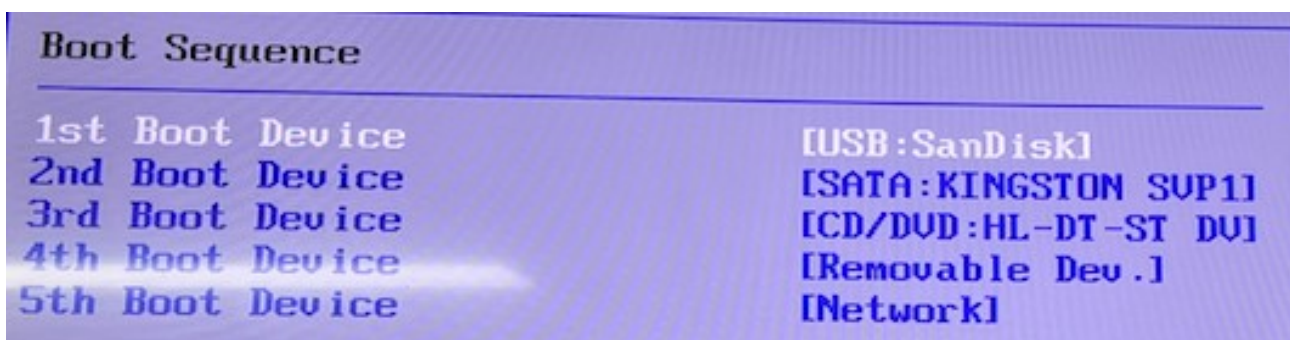 Boot Sequence
1st Boot Device [USB:SanDisk]
2nd Boot Device [SATA:KINGSTON SVP1]
3rd Boot Device [CD/DVD:HL-DT-ST DV]
4th Boot Device [Removable Dev.]
5th Boot Device [Network]